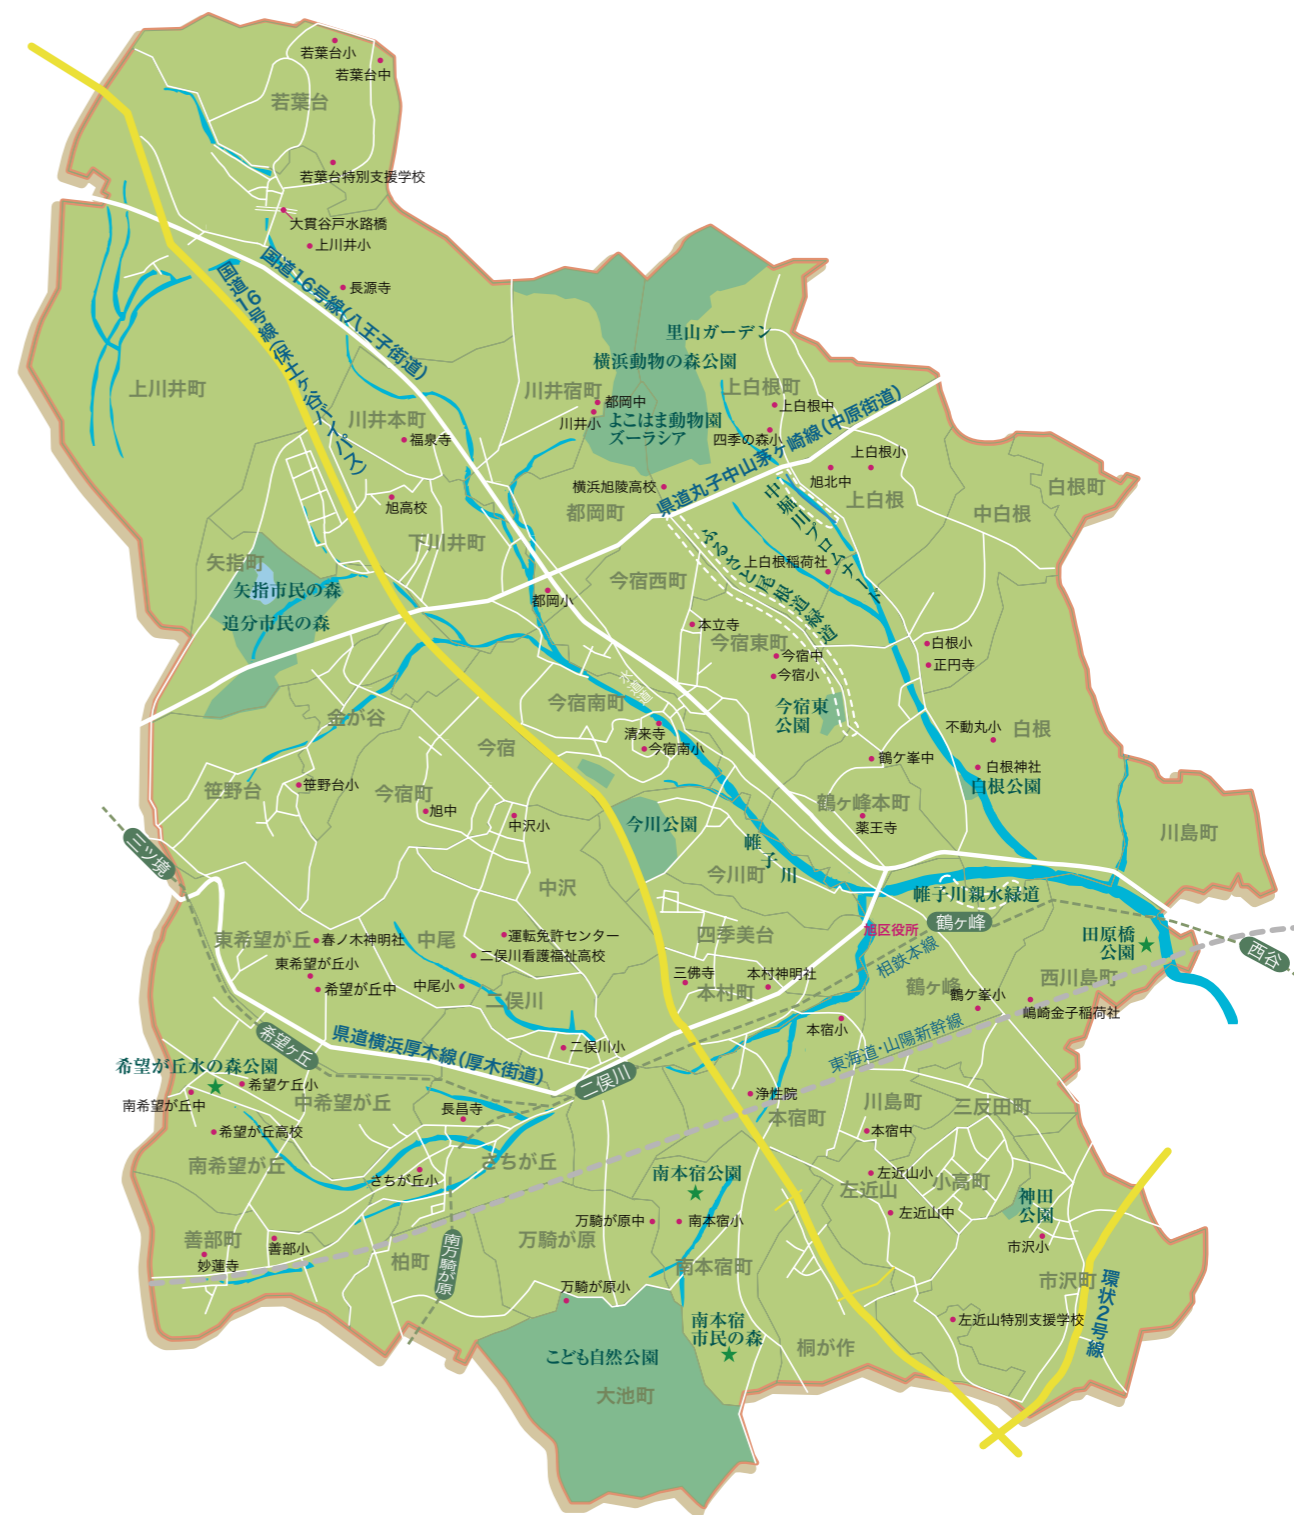 若葉台小
若葉台中
若葉台
若葉台特別支援学校
大貫谷戸水路橋
上川井小
国道16号線(八王子街道)
国道16号線(保土ヶ谷バイパス)
長源寺
里山ガーデン
横浜動物の森公園
上川井町
川井宿町
上白根町
都岡中
川井小
よこはま動物園
ズーラシア
上白根中
川井本町
福泉寺
四季の森小
県道丸子中山茅ケ崎線(中原街道)
上白根小
旭北中
横浜旭陵高校
上白根
白根町
中白根
旭高校
都岡町
中堀川プロムナード
下川井町
ふるさと尾根道緑道
矢指町
上白根稲荷社
矢指市民の森
今宿西町
都岡小
追分市民の森
本立寺
今宿東町
今宿中
今宿小
白根小
正円寺
今宿南町
金が谷
今宿東
公園
清来寺
今宿南小
今宿
不動丸小
白根
鶴ケ峯中
白根神社
白根公園
笹野台
笹野台小
今宿町
旭中
中沢小
今川公園
鶴ヶ峰本町
薬王寺
川島町
三ツ境
帷子川
今川町
中沢
帷子川親水緑道
鶴ヶ峰
旭区役所
東希望が丘
春ノ木神明社
中尾
運転免許センター
二俣川看護福祉高校
四季美台
相鉄本線
田原橋
公園
西谷
東希望が丘小
希望が丘中
中尾小
二俣川
三佛寺
本村神明社
本村町
鶴ケ峰
鶴ケ峯小
西川島町
嶋崎金子稲荷社
本宿小
希望ヶ丘
県道横浜厚木線(厚木街道)
二俣川小
東海道・山陽新幹線
希望が丘水の森公園
希望ケ丘小
二俣川
南希望が丘中
中希望が丘
長昌寺
浄性院
本宿町
川島町
三反田町
希望が丘高校
本宿中
南希望が丘
さちが丘
さちが丘小
南本宿公園
左近山小
左近山
小高町
神田
公園
左近山中
万騎が原中
南本宿小
善部町
善部小
妙蓮寺
柏町
南万騎が原
万騎が原
南本宿町
市沢小
市沢町
環状2号線
万騎が原小
南本宿
市民の森
左近山特別支援学校
こども自然公園
桐が作
大池町